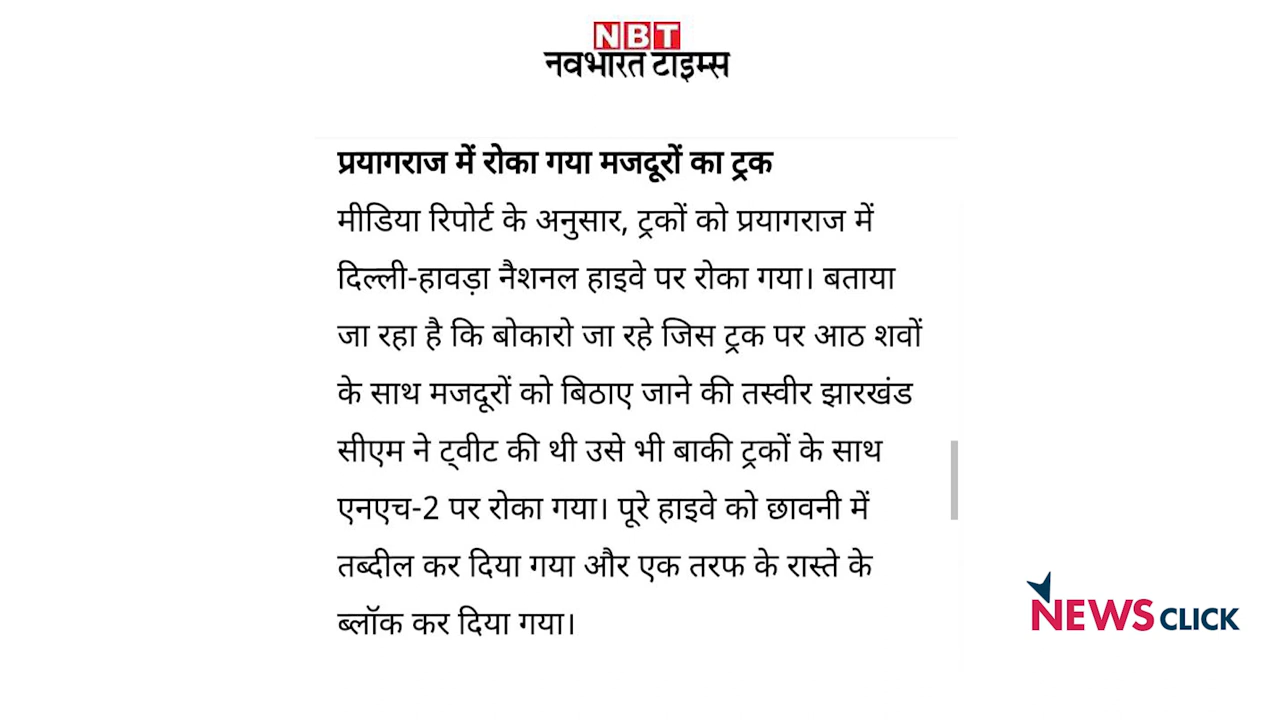 NBT
नवभारत टाइम्स
प्रयागराज में रोका गया मजदूरों का ट्रक
मीडिया रिपोर्ट के अनुसार, ट्रकों को प्रयागराज में
दिल्ली-हावड़ा नैशनल हाइवे पर रोका गया। बताया
जा रहा है कि बोकारो जा रहे जिस ट्रक पर आठ शवों
के साथ मजदूरों को बिठाए जाने की तस्वीर झारखंड
सीएम ने ट्वीट की थी उसे भी बाकी ट्रकों के साथ
एनएच-2 पर रोका गया। पूरे हाइवे को छावनी में
तब्दील कर दिया गया और एक तरफ के रास्ते के
ब्लॉक कर दिया गया।
NEWSCLICK